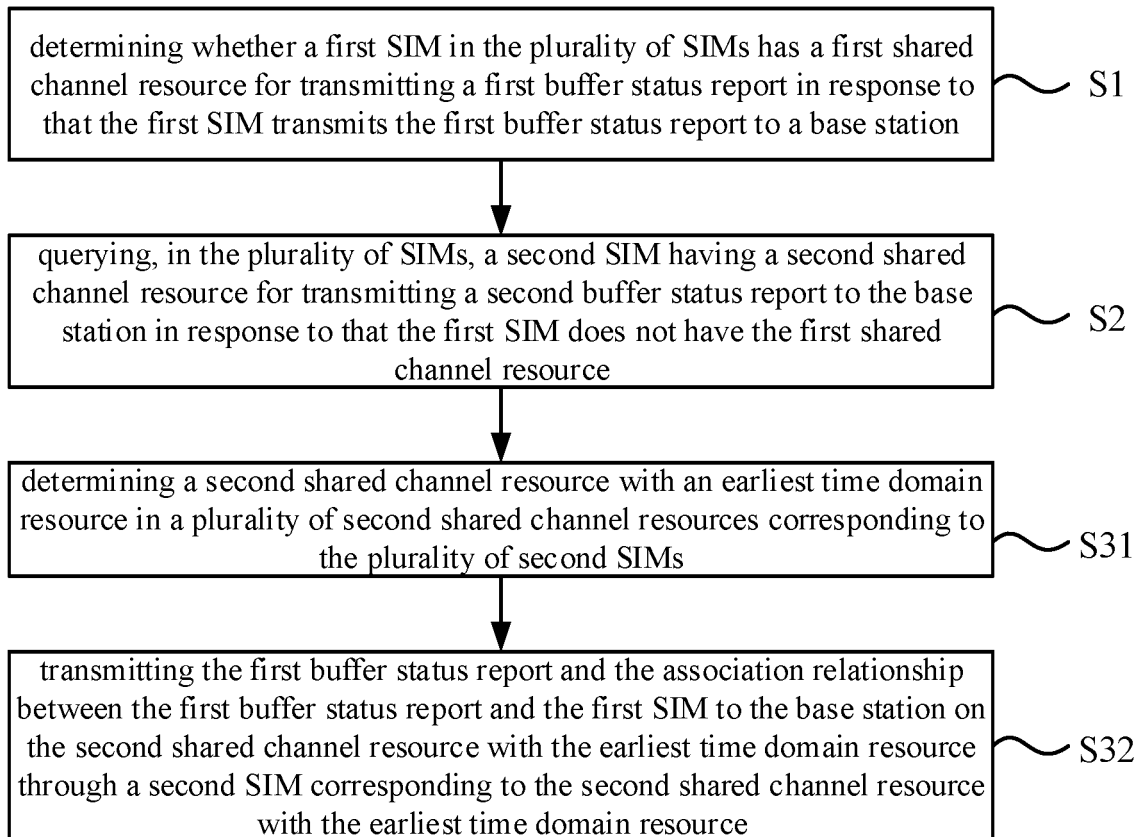 determining whether a first SIM in the plurality of SIMs has a first shared
channel resource for transmitting a first buffer status report in response to
that the first SIM transmits the first buffer status report to a base station
S1
querying, in the plurality of SIMs, a second SIM having a second shared
channel resource for transmitting a second buffer status report to the base
station in response to that the first SIM does not have the first shared
channel resource
S2
determining a second shared channel resource with an earliest time domain
resource in a plurality of second shared channel resources corresponding to
the plurality of second SIMs
S31
transmitting the first buffer status report and the association relationship
between the first buffer status report and the first SIM to the base station on
the second shared channel resource with the earliest time domain resource
through a second SIM corresponding to the second shared channel resource
with the earliest time domain resource
S32